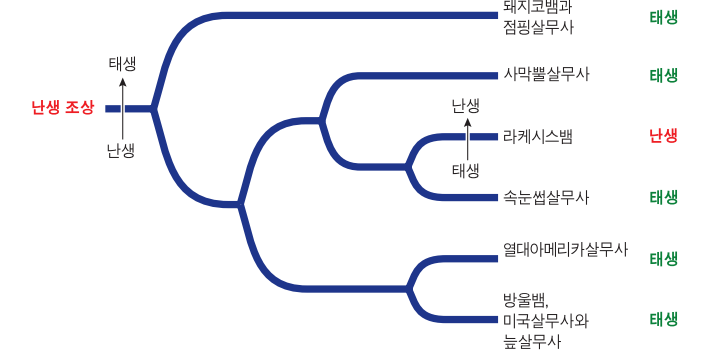 돼지코뱀과
점핑살무사
태생
태생
난생 조상
난생
사막뿔살무사
태생
난생
라케시스뱀
난생
태생
속눈썹살무사
태생
열대아메리카살무사
태생
방울뱀,
미국살무사와
늪살무사
태생